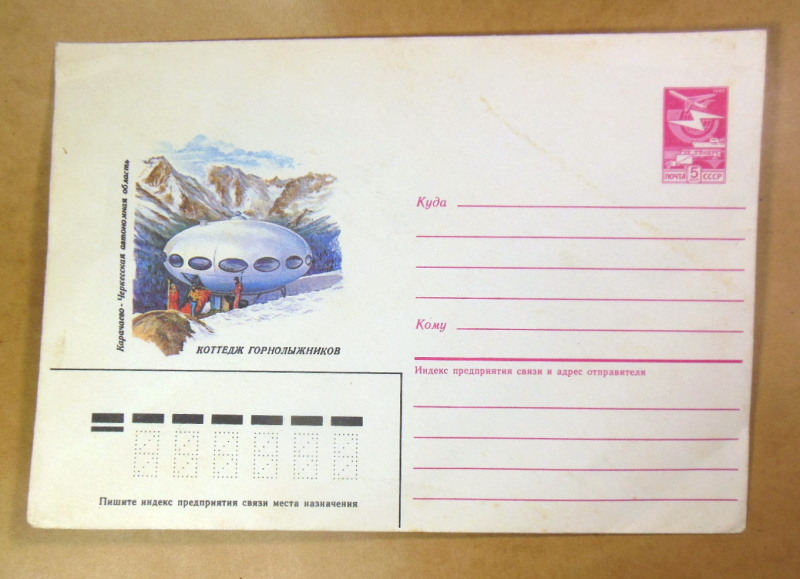 Карачаево-Черкесская автономная область
КОТТЕДЖ ГОРНОЛЫЖНИКОВ
ПОЧТА 5 СССР
Куда
Кому
Индекс предприятия связи и адрес отправителя
Пишите индекс предприятия связи места назначения